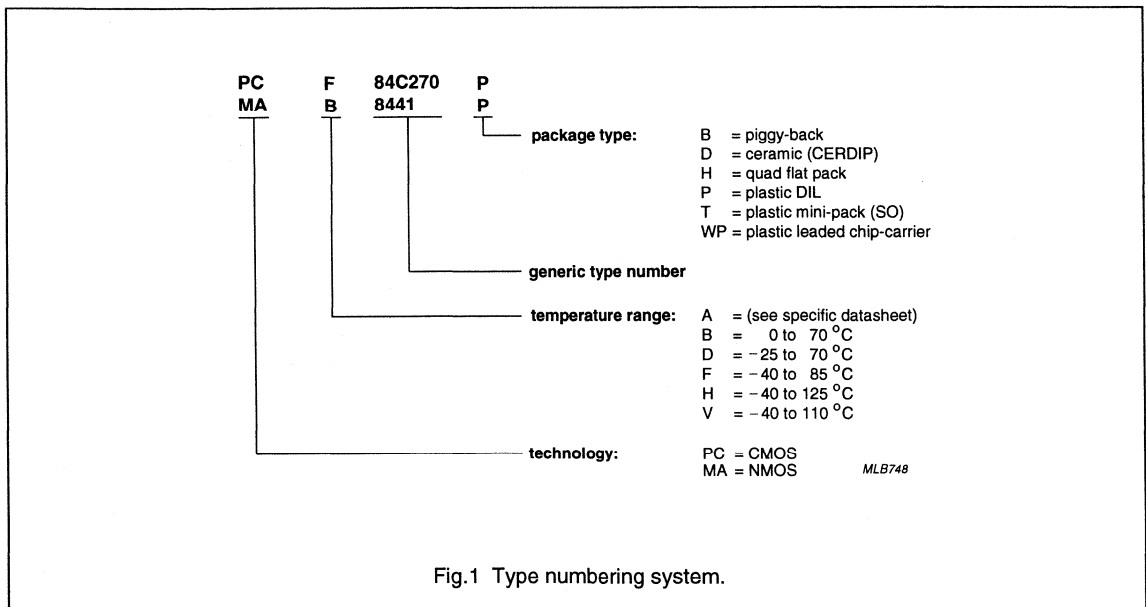 PC F 84C270 P
MA B 8441 P
package type: B = piggy-back
D = ceramic (CERDIP)
H = quad flat pack
P = plastic DIL
T = plastic mini-pack (SO)
WP = plastic leaded chip-carrier
generic type number
temperature range: A = (see specific datasheet)
B = 0 to 70 °C
D = −25 to 70 °C
F = −40 to 85 °C
H = −40 to 125 °C
V = −40 to 110 °C
technology: PC = CMOS
MA = NMOS MLB748
Fig.1 Type numbering system.